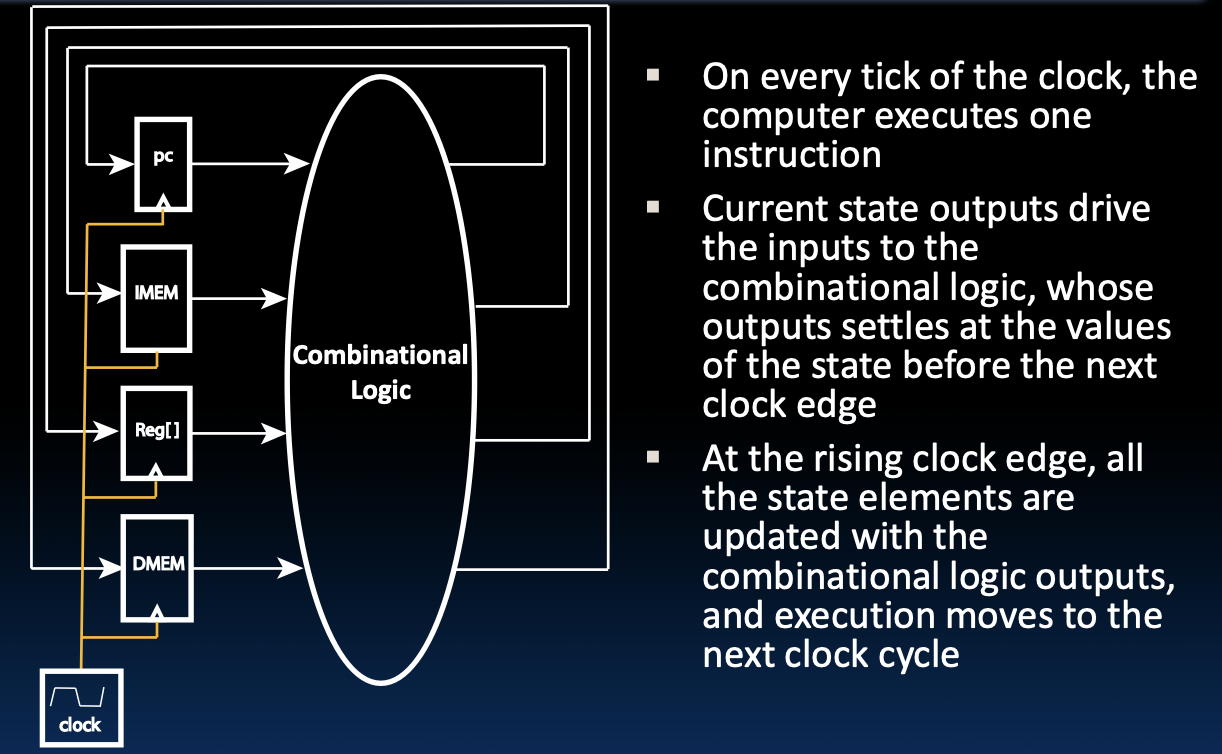 pc
IMEM
Combinational
Logic
Reg[ ]
DMEM
clock
▪ On every tick of the clock, the
computer executes one
instruction
▪ Current state outputs drive
the inputs to the
combinational logic, whose
outputs settles at the values
of the state before the next
clock edge
▪ At the rising clock edge, all
the state elements are
updated with the
combinational logic outputs,
and execution moves to the
next clock cycle